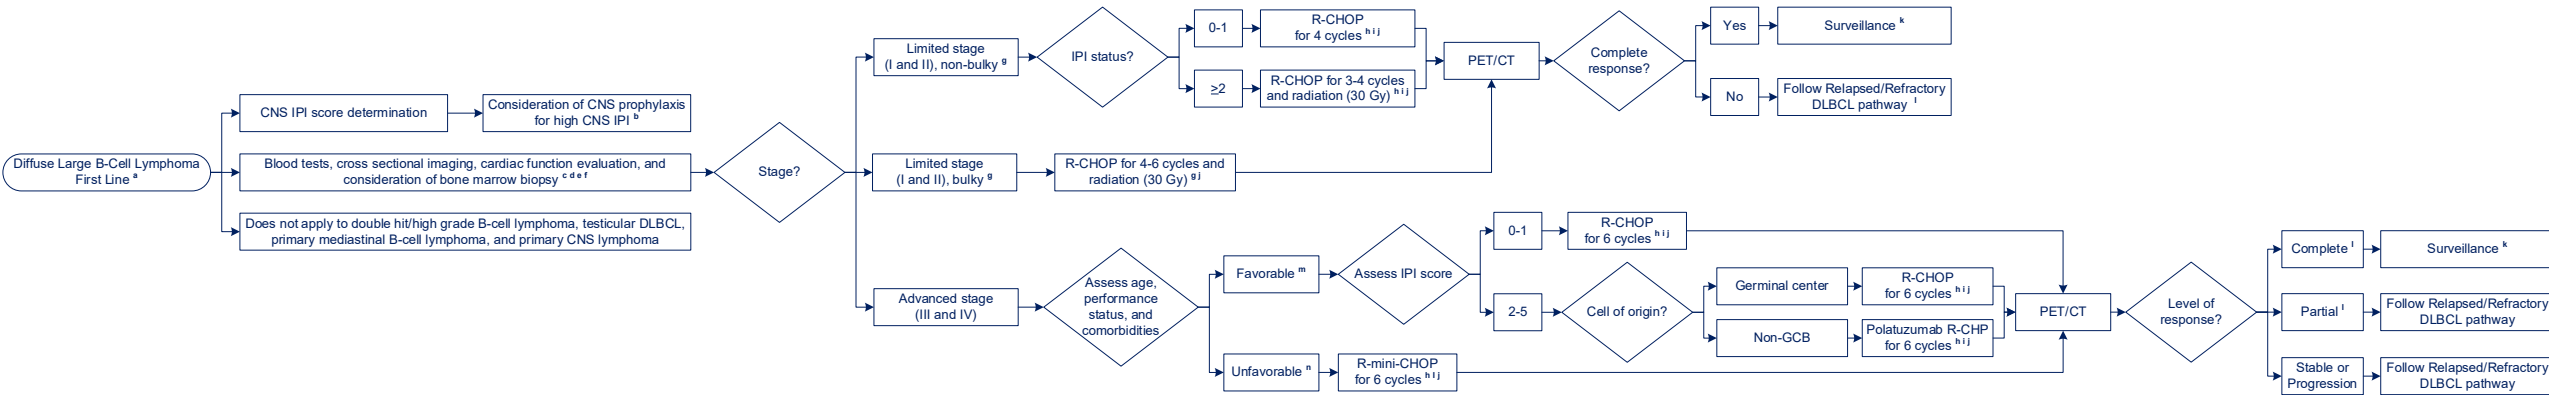 Diffuse Large B-Cell Lymphoma
First Line a
CNS IPI score determination
Consideration of CNS prophylaxis
for high CNS IPI b
Blood tests, cross sectional imaging, cardiac function evaluation, and
consideration of bone marrow biopsy c d e f
Does not apply to double hit/high grade B-cell lymphoma, testicular DLBCL,
primary mediastinal B-cell lymphoma, and primary CNS lymphoma
Stage?
Limited stage
(I and II), non-bulky g
IPI status?
0-1
R-CHOP
for 4 cycles h i j
≥2
R-CHOP for 3-4 cycles
and radiation (30 Gy) h i j
PET/CT
Complete
response?
Yes
Surveillance k
No
Follow Relapsed/Refractory
DLBCL pathway l
Limited stage
(I and II), bulky g
R-CHOP for 4-6 cycles and
radiation (30 Gy) g j
Advanced stage
(III and IV)
Assess age,
performance
status, and
comorbidities
Favorable m
Assess IPI score
0-1
R-CHOP
for 6 cycles h i j
2-5
Cell of origin?
Germinal center
R-CHOP
for 6 cycles h i j
Non-GCB
Polatuzumab R-CHP
for 6 cycles h i j
Unfavorable n
R-mini-CHOP
for 6 cycles h I j
PET/CT
Level of
response?
Complete l
Surveillance k
Partial l
Follow Relapsed/Refractory
DLBCL pathway
Stable or
Progression
Follow Relapsed/Refractory
DLBCL pathway